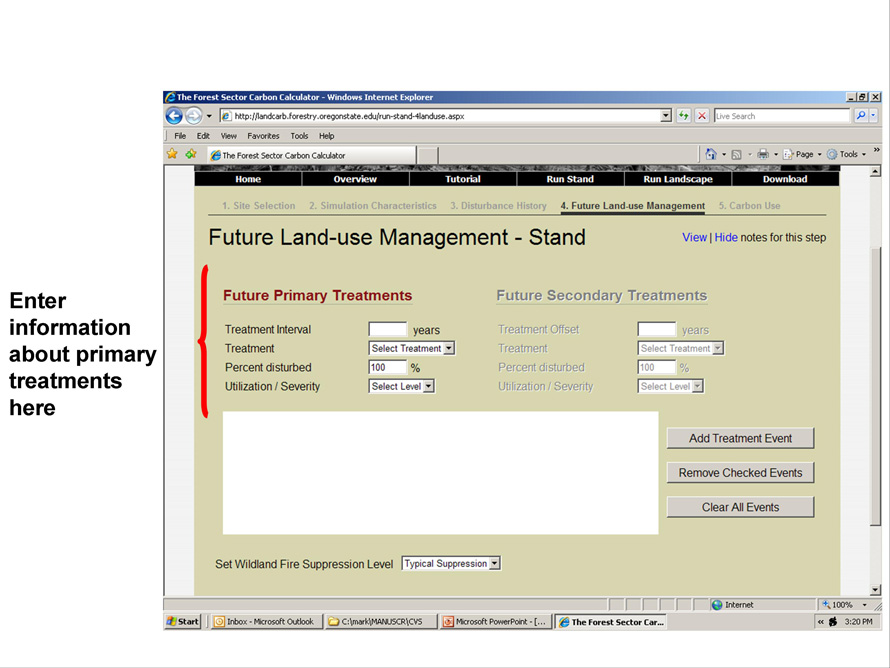 The Forest Sector Carbon Calculator - Windows Internet Explorer
http://landcarb.forestry.oregonstate.edu/run-stand-4landuse.aspx
Live Search
File Edit View Favorites Tools Help
The Forest Sector Carbon Calculator
Page Tools »
Home Overview Tutorial Run Stand Run Landscape Download
1. Site Selection 2. Simulation Characteristics 3. Disturbance History 4. Future Land-use Management 5. Carbon Use
Future Land-use Management - Stand
View | Hide notes for this step
Enter
information
about primary
treatments
here
Future Primary Treatments
Treatment Interval years
Treatment Select Treatment
Percent disturbed 100 %
Utilization / Severity Select Level
Future Secondary Treatments
Treatment Offset years
Treatment Select Treatment
Percent disturbed 100 %
Utilization / Severity Select Level
Add Treatment Event
Remove Checked Events
Clear All Events
Set Wildland Fire Suppression Level Typical Suppression
Internet 100%
Start Inbox - Microsoft Outlook C:\mark\MANUSCR\CVS Microsoft PowerPoint - [... The Forest Sector Car... « 3:20 PM